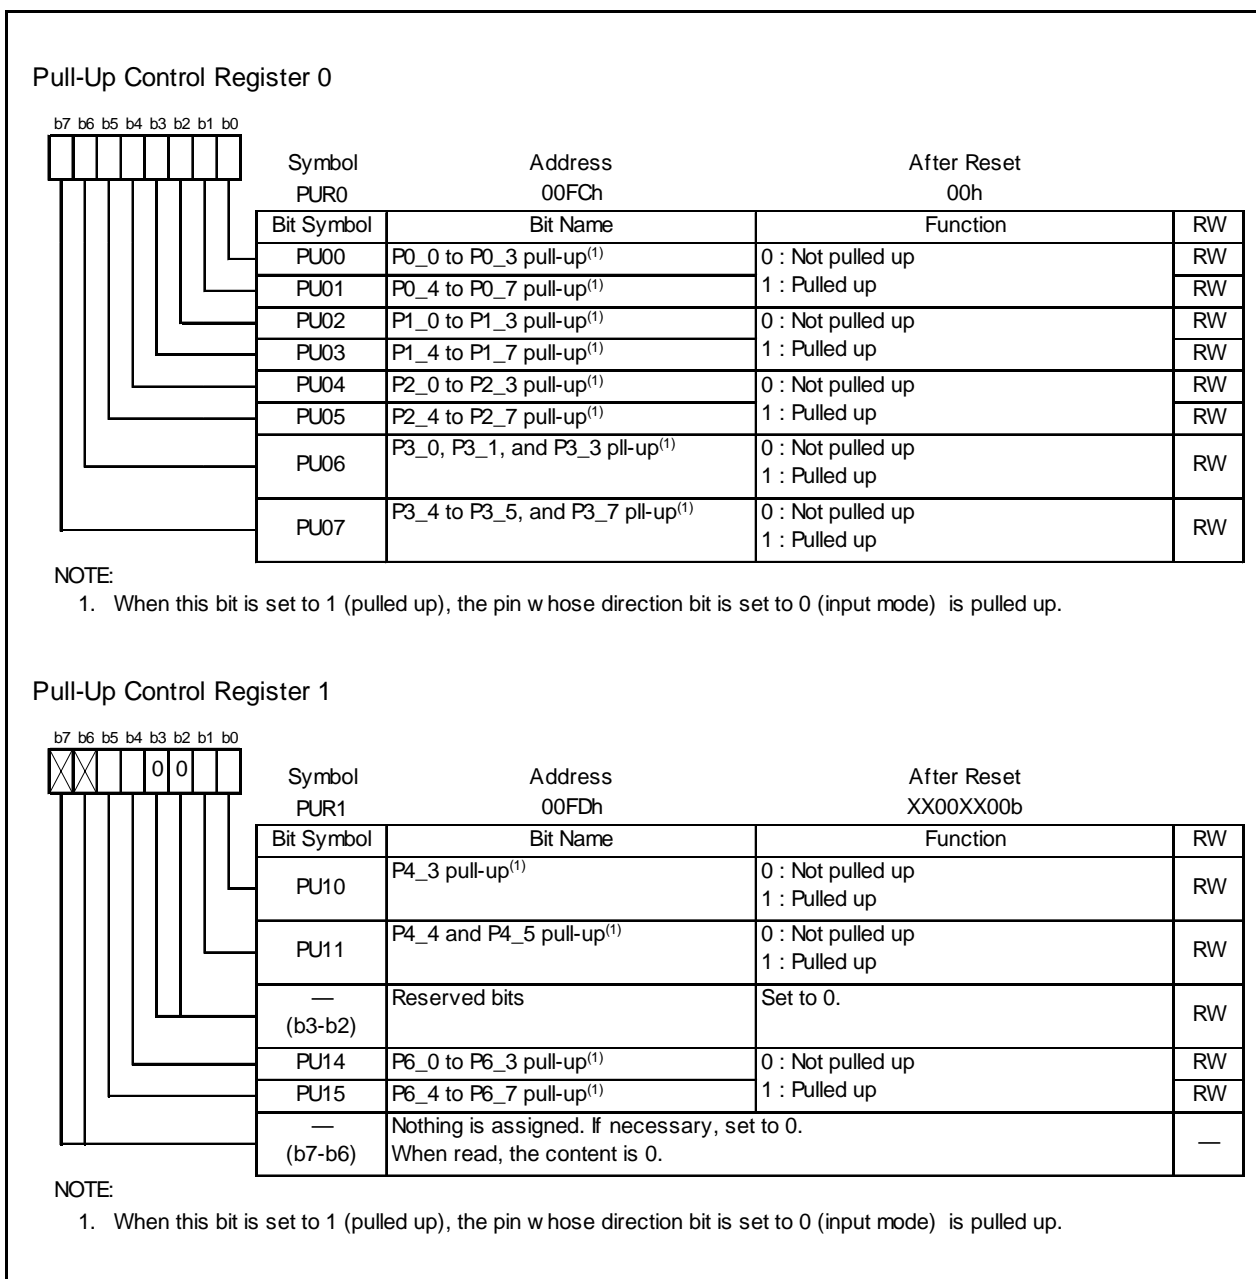 Pull-Up Control Register 0
b7 b6 b5 b4 b3 b2 b1 b0
Symbol Address After Reset
PUR0 00FCh 00h
Bit Symbol Bit Name Function RW
PU00 P0_0 to P0_3 pull-up(1) 0 : Not pulled up RW
PU01 P0_4 to P0_7 pull-up(1) 1 : Pulled up RW
PU02 P1_0 to P1_3 pull-up(1) 0 : Not pulled up RW
PU03 P1_4 to P1_7 pull-up(1) 1 : Pulled up RW
PU04 P2_0 to P2_3 pull-up(1) 0 : Not pulled up RW
PU05 P2_4 to P2_7 pull-up(1) 1 : Pulled up RW
PU06 P3_0, P3_1, and P3_3 pll-up(1) 0 : Not pulled up RW
1 : Pulled up
PU07 P3_4 to P3_5, and P3_7 pll-up(1) 0 : Not pulled up RW
1 : Pulled up
NOTE:
1. When this bit is set to 1 (pulled up), the pin w hose direction bit is set to 0 (input mode) is pulled up.
Pull-Up Control Register 1
b7 b6 b5 b4 b3 b2 b1 b0
0 0
Symbol Address After Reset
PUR1 00FDh XX00XX00b
Bit Symbol Bit Name Function RW
PU10 P4_3 pull-up(1) 0 : Not pulled up RW
1 : Pulled up
PU11 P4_4 and P4_5 pull-up(1) 0 : Not pulled up RW
1 : Pulled up
— Reserved bits Set to 0. RW
(b3-b2)
PU14 P6_0 to P6_3 pull-up(1) 0 : Not pulled up RW
PU15 P6_4 to P6_7 pull-up(1) 1 : Pulled up RW
— Nothing is assigned. If necessary, set to 0. —
(b7-b6) When read, the content is 0.
NOTE:
1. When this bit is set to 1 (pulled up), the pin w hose direction bit is set to 0 (input mode) is pulled up.